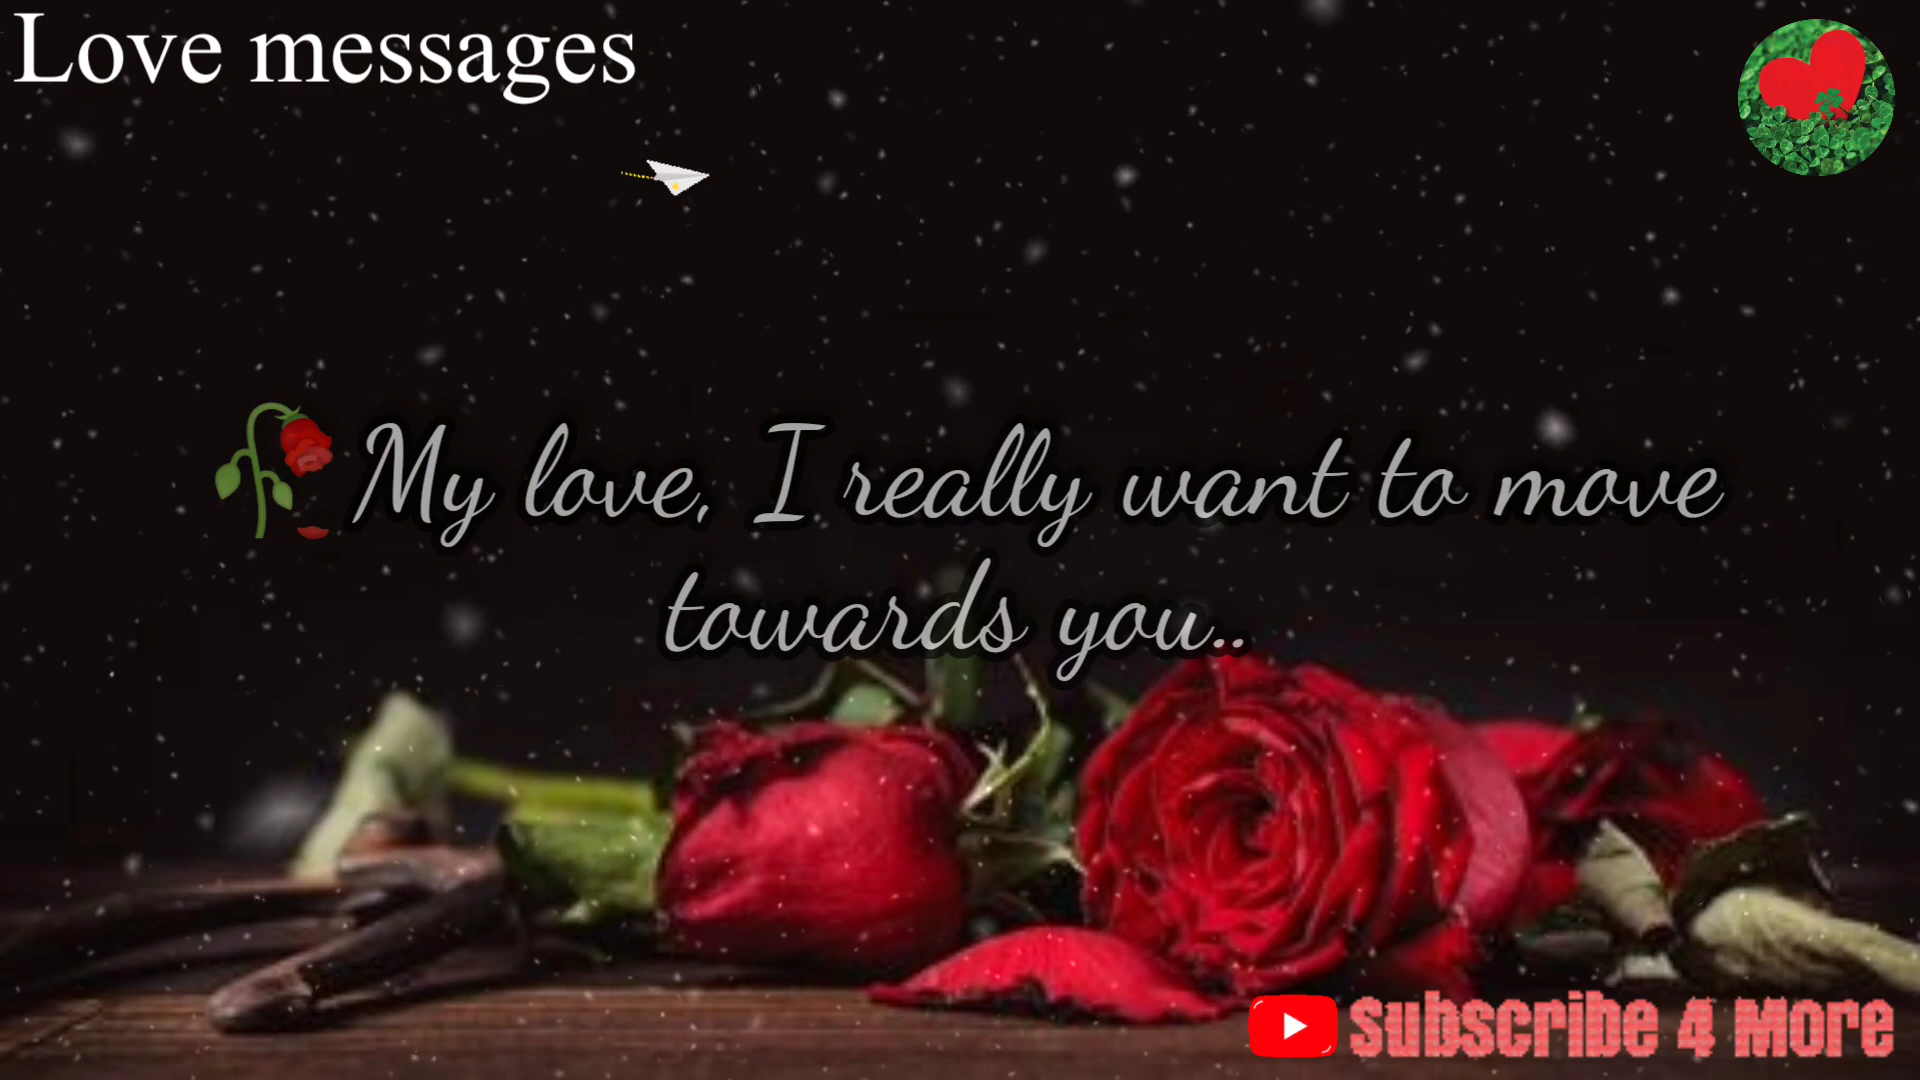 Love messages
🥀My love, I really want to move
towards you..
Subscribe 4 More